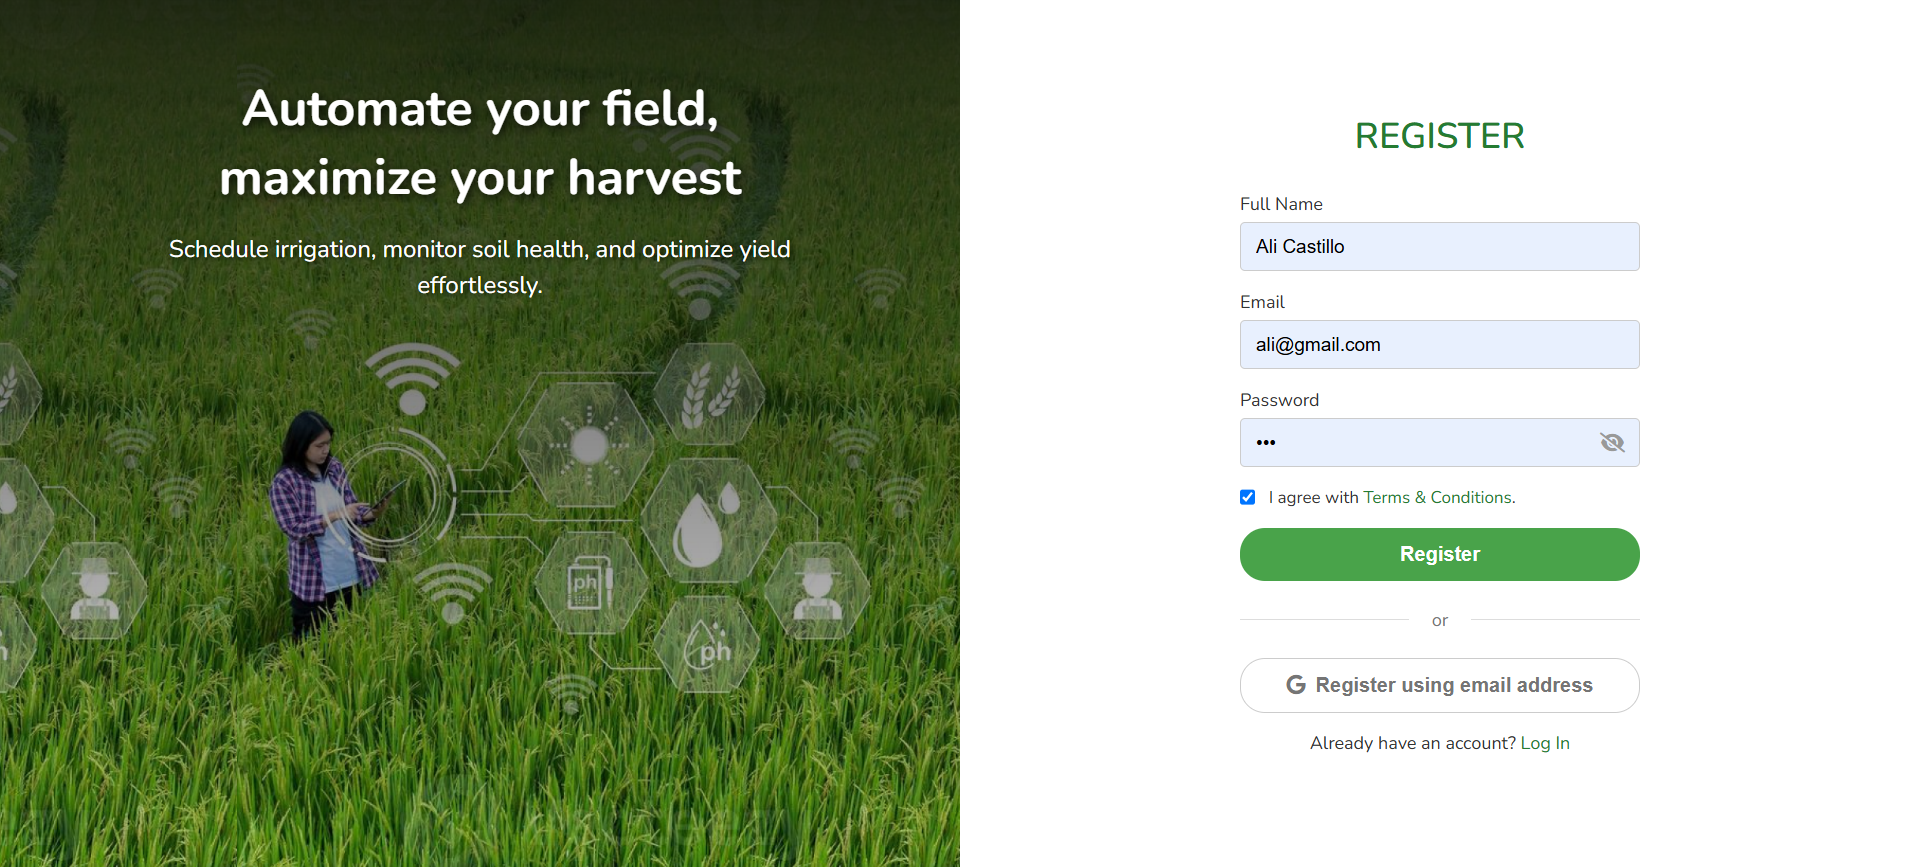 Automate your field,
maximize your harvest
Schedule irrigation, monitor soil health, and optimize yield
effortlessly.
ph
ph
REGISTER
Full Name
Ali Castillo
Email
ali@gmail.com
Password
•••
I agree with Terms & Conditions.
Register
or
G Register using email address
Already have an account? Log In